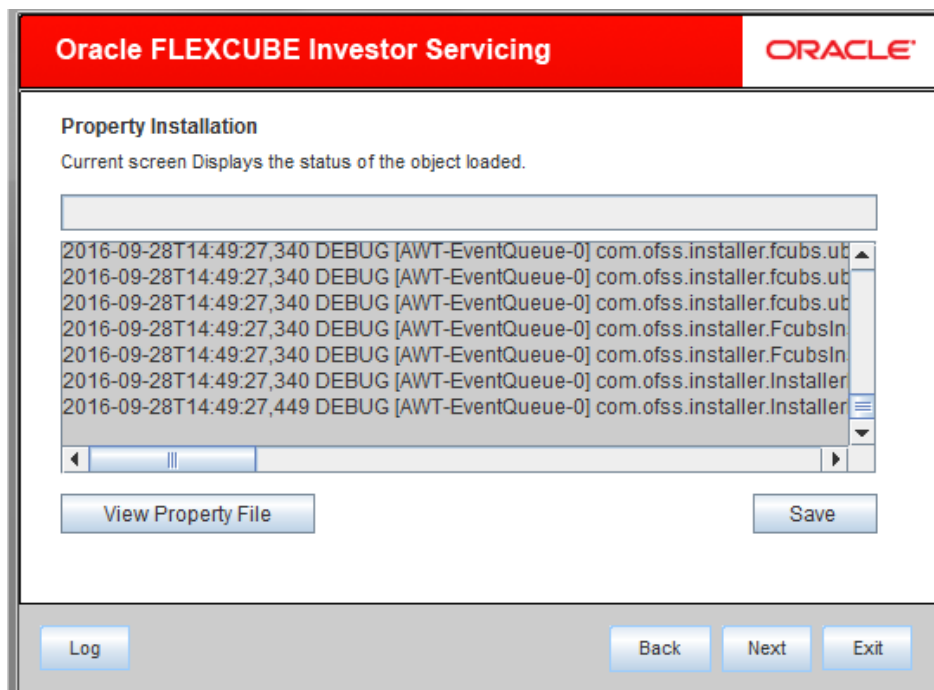 Oracle FLEXCUBE Investor Servicing
ORACLE
Property Installation
Current screen Displays the status of the object loaded.
2016-09-28T14:49:27,340 DEBUG [AWT-EventQueue-0] com.ofss.installer.fcubs.ub
2016-09-28T14:49:27,340 DEBUG [AWT-EventQueue-0] com.ofss.installer.fcubs.ub
2016-09-28T14:49:27,340 DEBUG [AWT-EventQueue-0] com.ofss.installer.fcubs.ub
2016-09-28T14:49:27,340 DEBUG [AWT-EventQueue-0] com.ofss.installer.FcubsIn
2016-09-28T14:49:27,340 DEBUG [AWT-EventQueue-0] com.ofss.installer.FcubsIn
2016-09-28T14:49:27,340 DEBUG [AWT-EventQueue-0] com.ofss.installer.Installer
2016-09-28T14:49:27,449 DEBUG [AWT-EventQueue-0] com.ofss.installer.Installer
View Property File
Save
Log
Back
Next
Exit